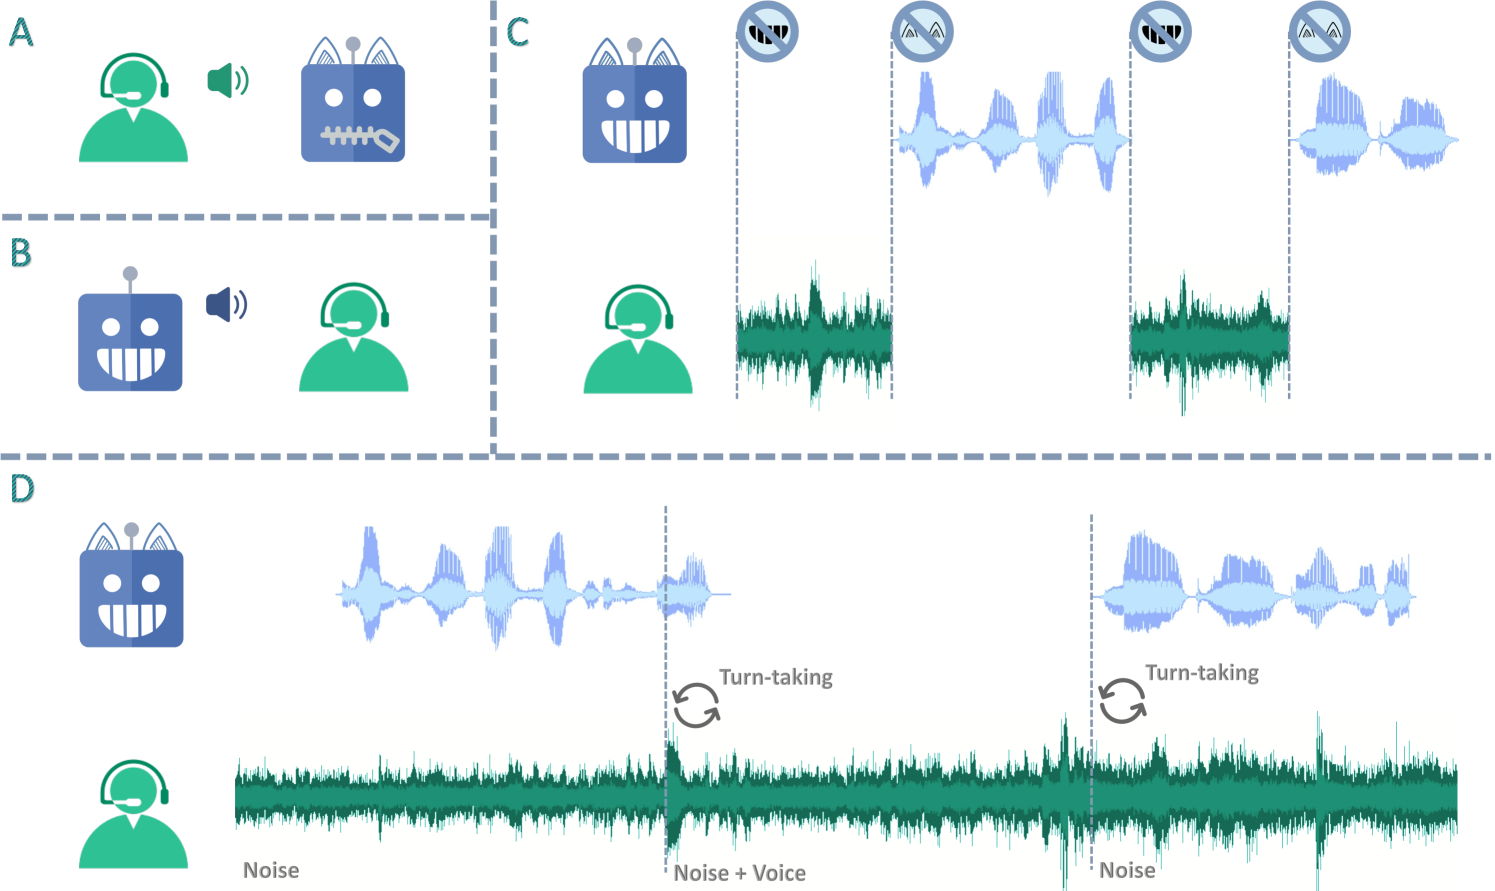 A
C
B
D
Turn-taking
Turn-taking
Noise
Noise + Voice
Noise